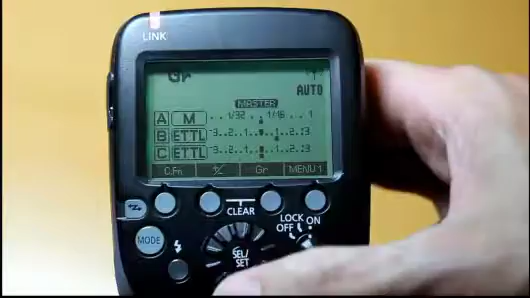 LINK
Gr
AUTO
MASTER
A M ..1/32 ..1/16 ...1
B ETTL -3..2..1..0..1..2..+3
C ETTL -3..2..1..0..1..2..+3
C.Fn +/- Gr MENU 1
CLEAR
LOCK
OFF ON
MODE
SEL/
SET